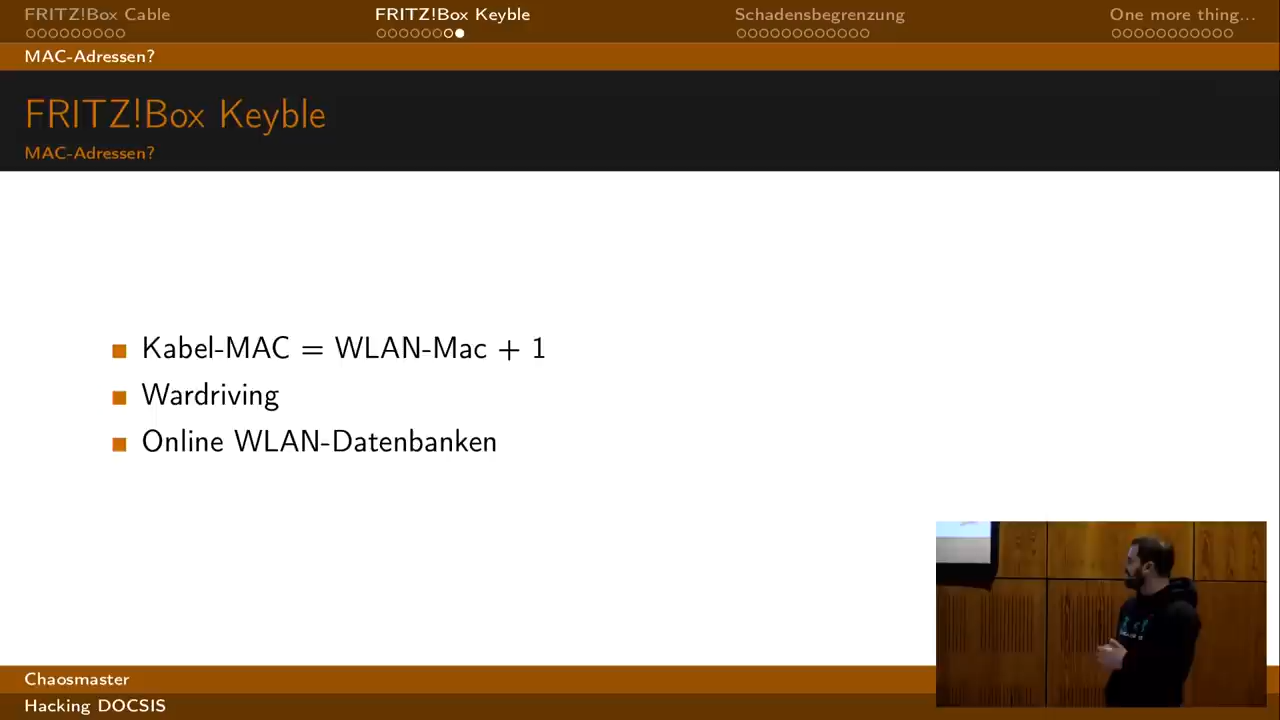 FRITZ!Box Cable
FRITZ!Box Keyble
Schadensbegrenzung
One more thing...
MAC-Adressen?
FRITZ!Box Keyble
MAC-Adressen?
Kabel-MAC = WLAN-Mac + 1
Wardriving
Online WLAN-Datenbanken
Chaosmaster
Hacking DOCSIS